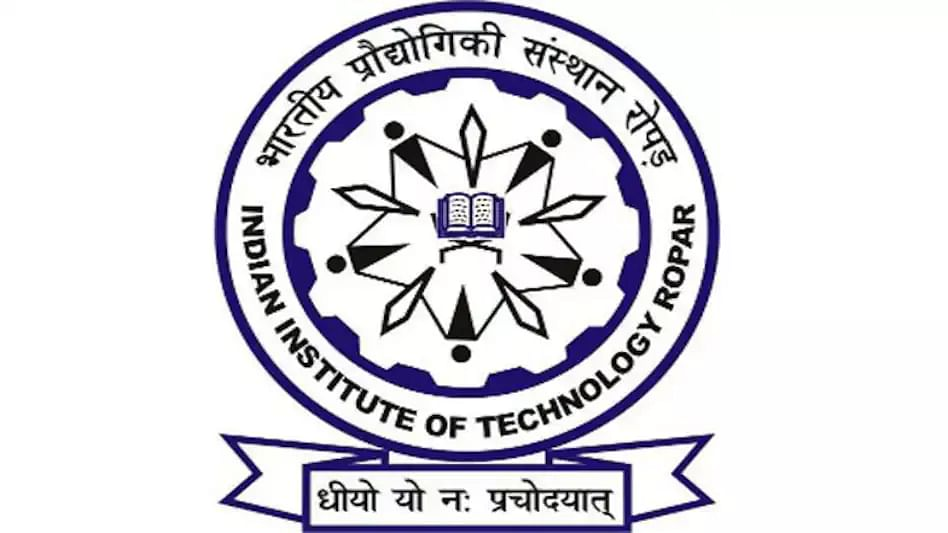 भारतीय प्रौद्योगिकी संस्थान रोपड़
INDIAN INSTITUTE OF TECHNOLOGY ROPAR
धीयो यो न: प्रचोदयात्